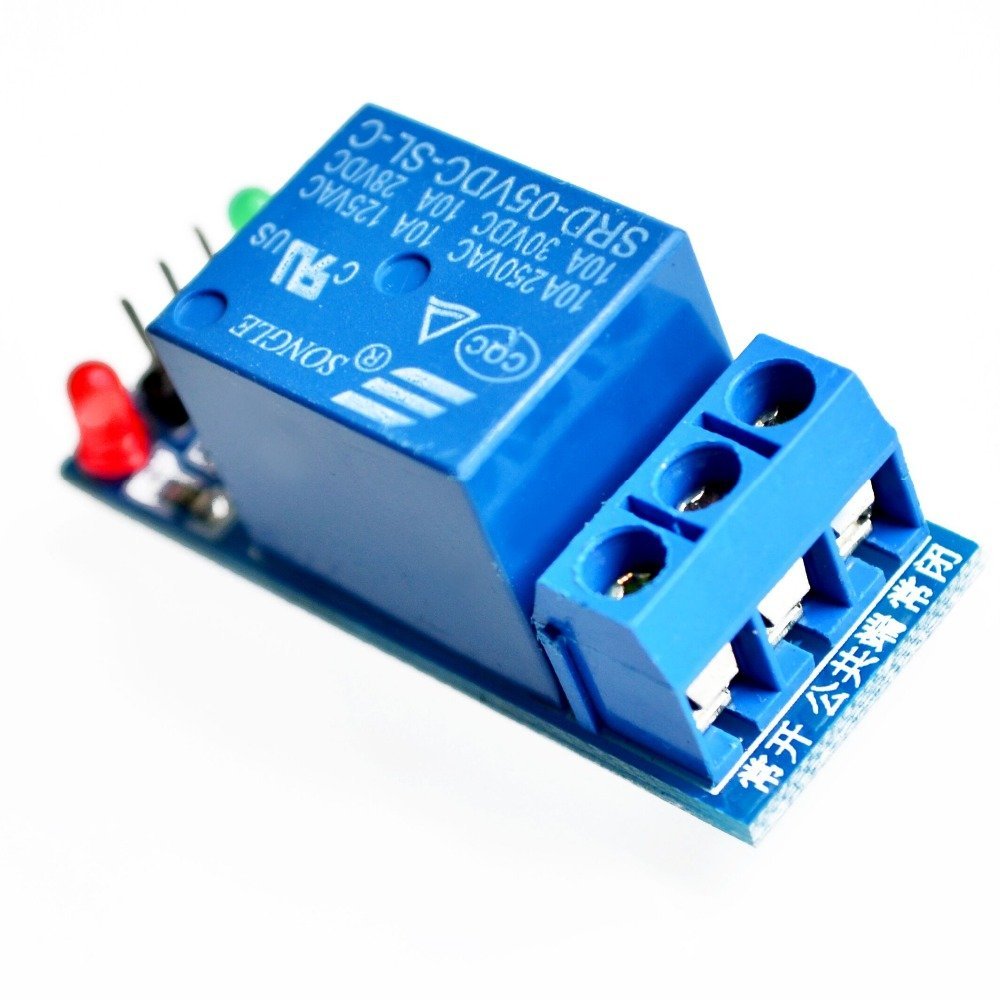 SONGLE ®
CQC
c UL US
10A 250VAC 10A 125VAC
10A 30VDC 10A 28VDC
SRD-05VDC-SL-C
常开 公共端 常闭